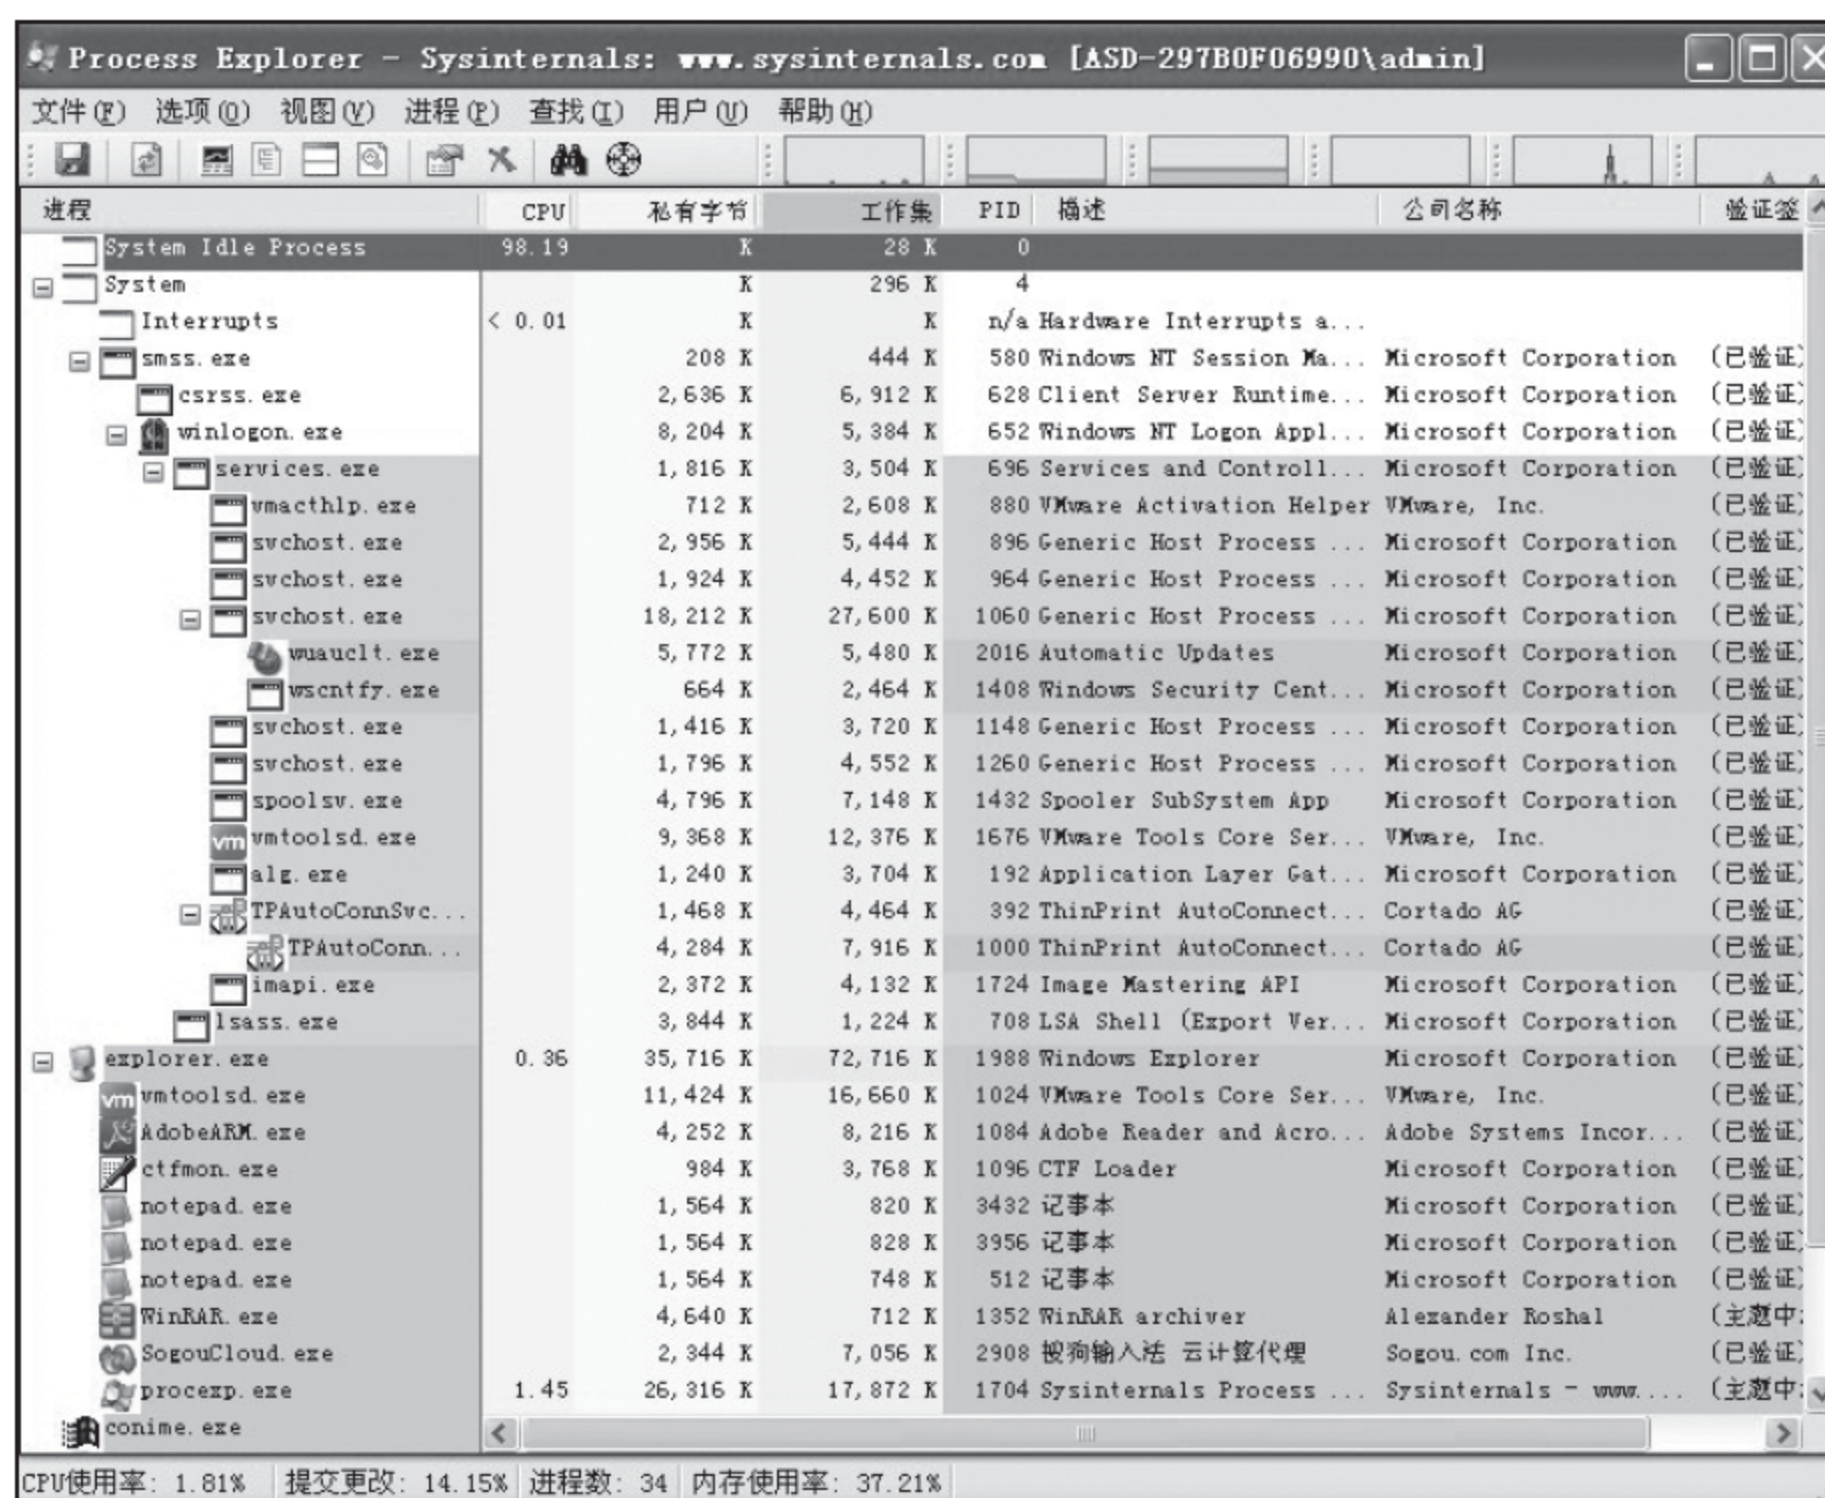 Process Explorer - Sysinternals: www.sysinternals.com [ASD-297B0F06990\admin]
文件(F) 选项(O) 视图(V) 进程(P) 查找(I) 用户(U) 帮助(H)
进程 CPU 私有字节 工作集 PID 描述 公司名称 验证签
System Idle Process 98.19 K 28 K 0
System K 296 K 4
Interrupts < 0.01 K K n/a Hardware Interrupts a...
smss.exe 208 K 444 K 580 Windows NT Session Ma... Microsoft Corporation (已验证)
csrss.exe 2,636 K 6,912 K 628 Client Server Runtime... Microsoft Corporation (已验证)
winlogon.exe 8,204 K 5,384 K 652 Windows NT Logon Appl... Microsoft Corporation (已验证)
services.exe 1,816 K 3,504 K 696 Services and Controll... Microsoft Corporation (已验证)
vmacthlp.exe 712 K 2,608 K 880 VMware Activation Helper VMware, Inc. (已验证)
svchost.exe 2,956 K 5,444 K 896 Generic Host Process ... Microsoft Corporation (已验证)
svchost.exe 1,924 K 4,452 K 964 Generic Host Process ... Microsoft Corporation (已验证)
svchost.exe 18,212 K 27,600 K 1060 Generic Host Process ... Microsoft Corporation (已验证)
wuauclt.exe 5,772 K 5,480 K 2016 Automatic Updates Microsoft Corporation (已验证)
wscntfy.exe 664 K 2,464 K 1408 Windows Security Cent... Microsoft Corporation (已验证)
svchost.exe 1,416 K 3,720 K 1148 Generic Host Process ... Microsoft Corporation (已验证)
svchost.exe 1,796 K 4,552 K 1260 Generic Host Process ... Microsoft Corporation (已验证)
spoolsv.exe 4,796 K 7,148 K 1432 Spooler SubSystem App Microsoft Corporation (已验证)
vm vmtoolsd.exe 9,368 K 12,376 K 1676 VMware Tools Core Ser... VMware, Inc. (已验证)
alg.exe 1,240 K 3,704 K 192 Application Layer Gat... Microsoft Corporation (已验证)
TPAutoConnSvc... 1,468 K 4,464 K 392 ThinPrint AutoConnect... Cortado AG (已验证)
TPAutoConn... 4,284 K 7,916 K 1000 ThinPrint AutoConnect... Cortado AG (已验证)
imapi.exe 2,372 K 4,132 K 1724 Image Mastering API Microsoft Corporation (已验证)
lsass.exe 3,844 K 1,224 K 708 LSA Shell (Export Ver... Microsoft Corporation (已验证)
explorer.exe 0.36 35,716 K 72,716 K 1988 Windows Explorer Microsoft Corporation (已验证)
vm vmtoolsd.exe 11,424 K 16,660 K 1024 VMware Tools Core Ser... VMware, Inc. (已验证)
AdobeARM.exe 4,252 K 8,216 K 1084 Adobe Reader and Acro... Adobe Systems Incor... (已验证)
ctfmon.exe 984 K 3,768 K 1096 CTF Loader Microsoft Corporation (已验证)
notepad.exe 1,564 K 820 K 3432 记事本 Microsoft Corporation (已验证)
notepad.exe 1,564 K 828 K 3956 记事本 Microsoft Corporation (已验证)
notepad.exe 1,564 K 748 K 512 记事本 Microsoft Corporation (已验证)
WinRAR.exe 4,640 K 712 K 1352 WinRAR archiver Alexander Roshal (主题中
SogouCloud.exe 2,344 K 7,056 K 2908 搜狗输入法 云计算代理 Sogou.com Inc. (已验证)
procexp.exe 1.45 26,316 K 17,872 K 1704 Sysinternals Process ... Sysinternals - www.... (主题中
conime.exe
CPU使用率: 1.81% 提交更改: 14.15% 进程数: 34 内存使用率: 37.21%